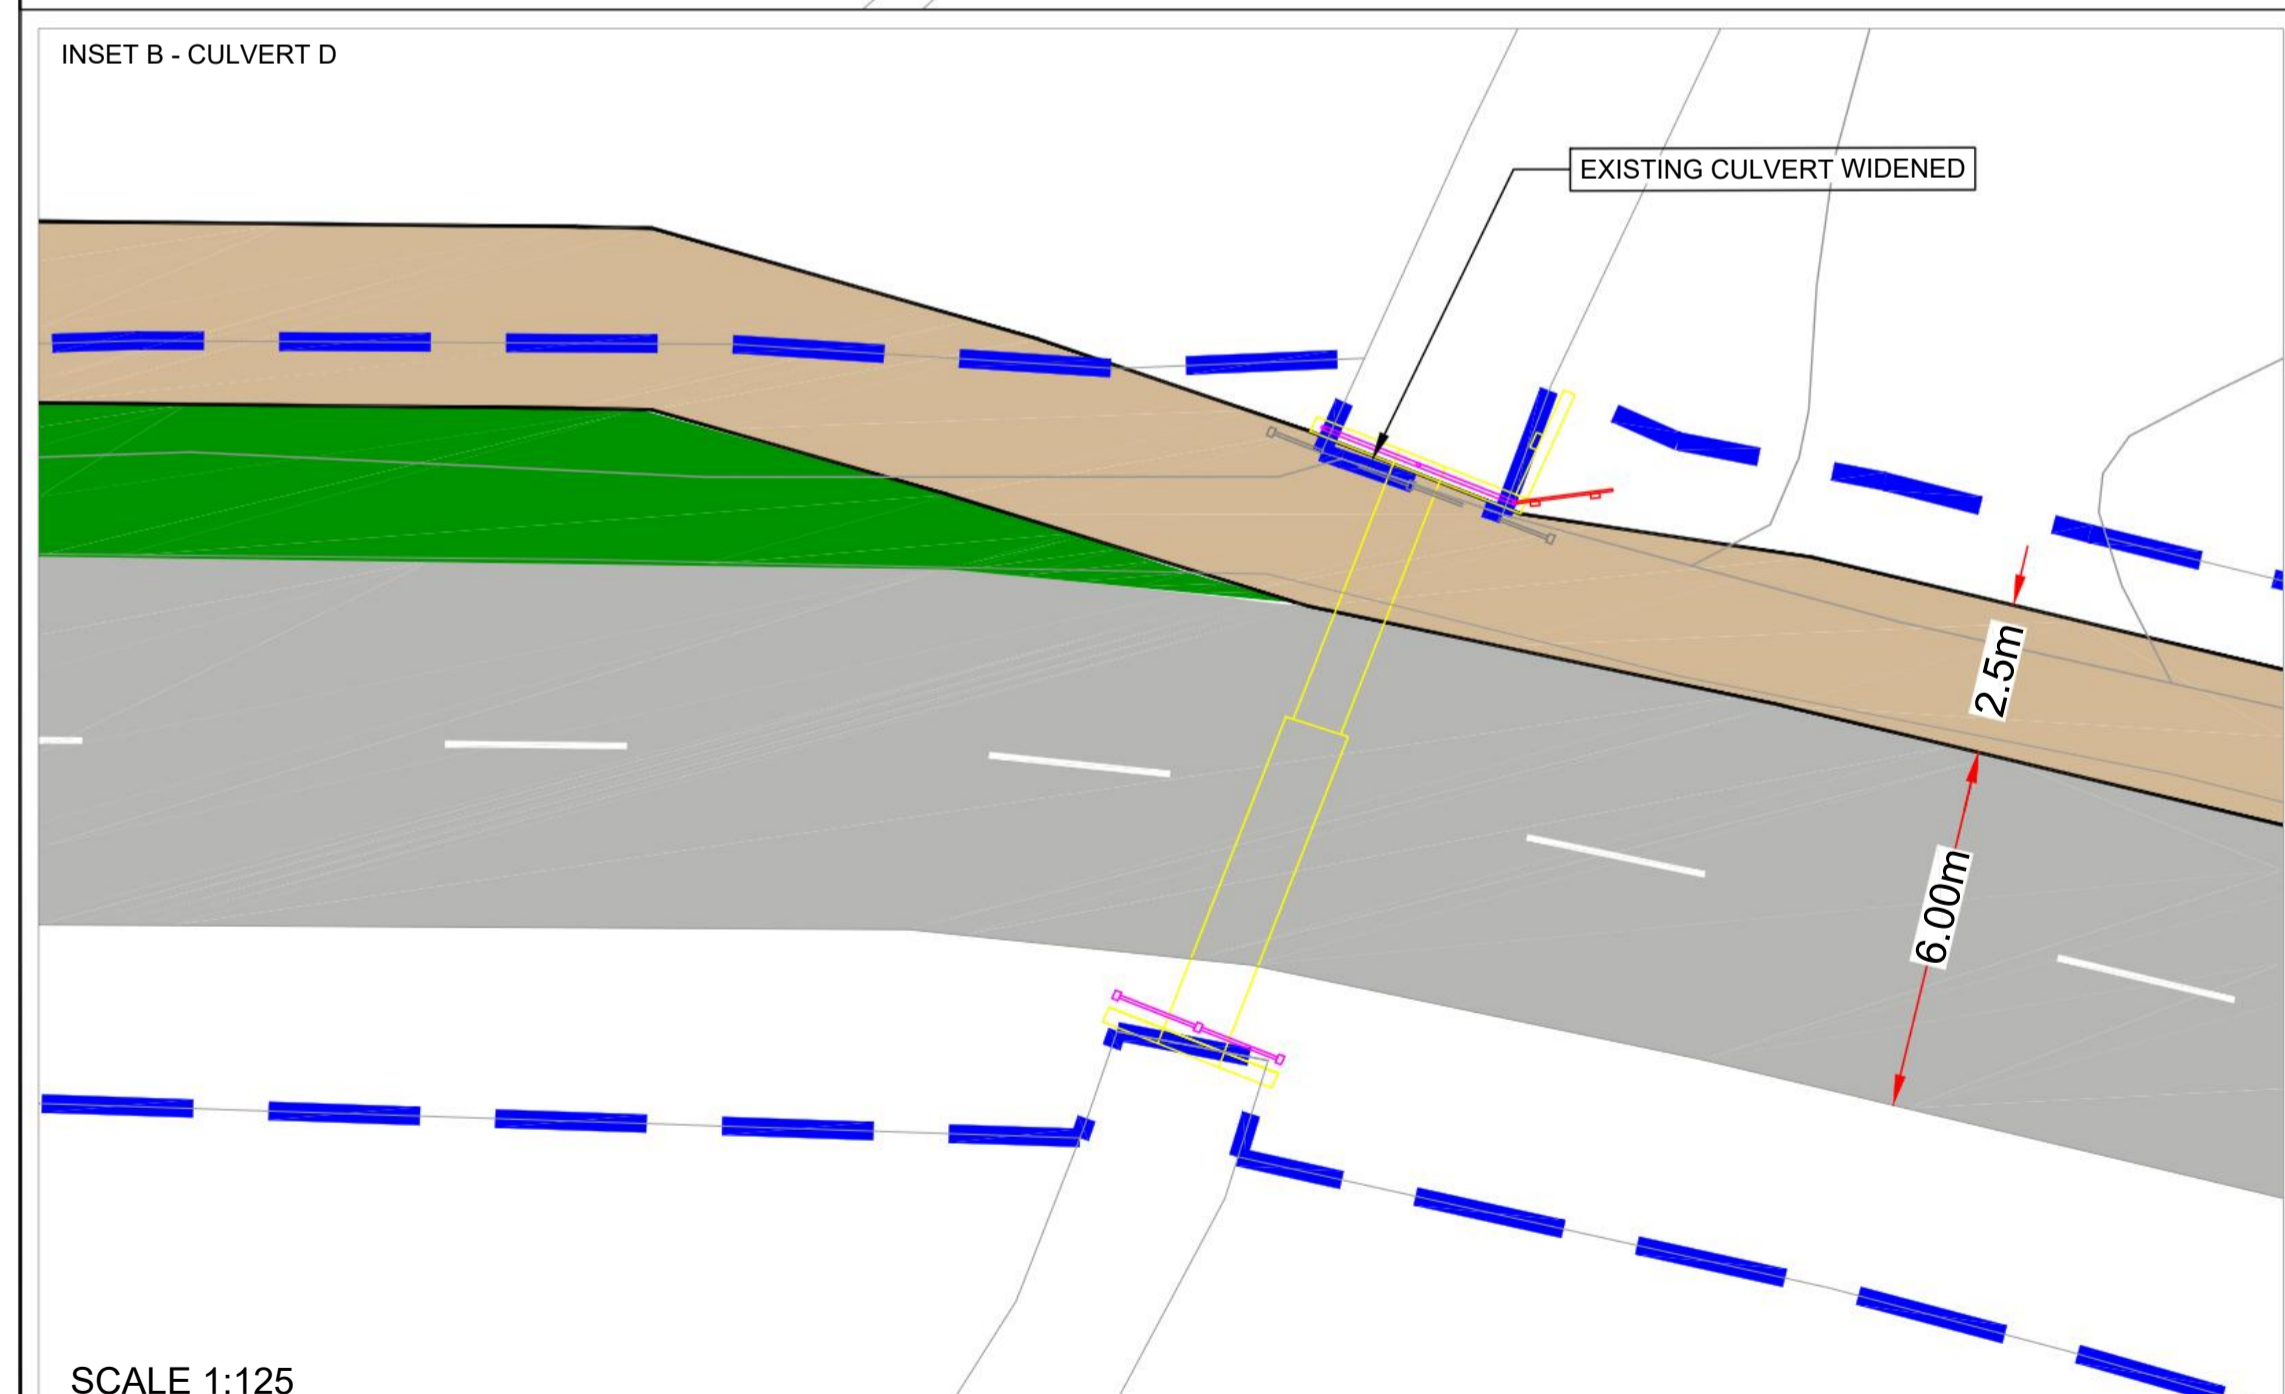 INSET B - CULVERT D
EXISTING CULVERT WIDENED
2.5m
6.00m
SCALE 1:125